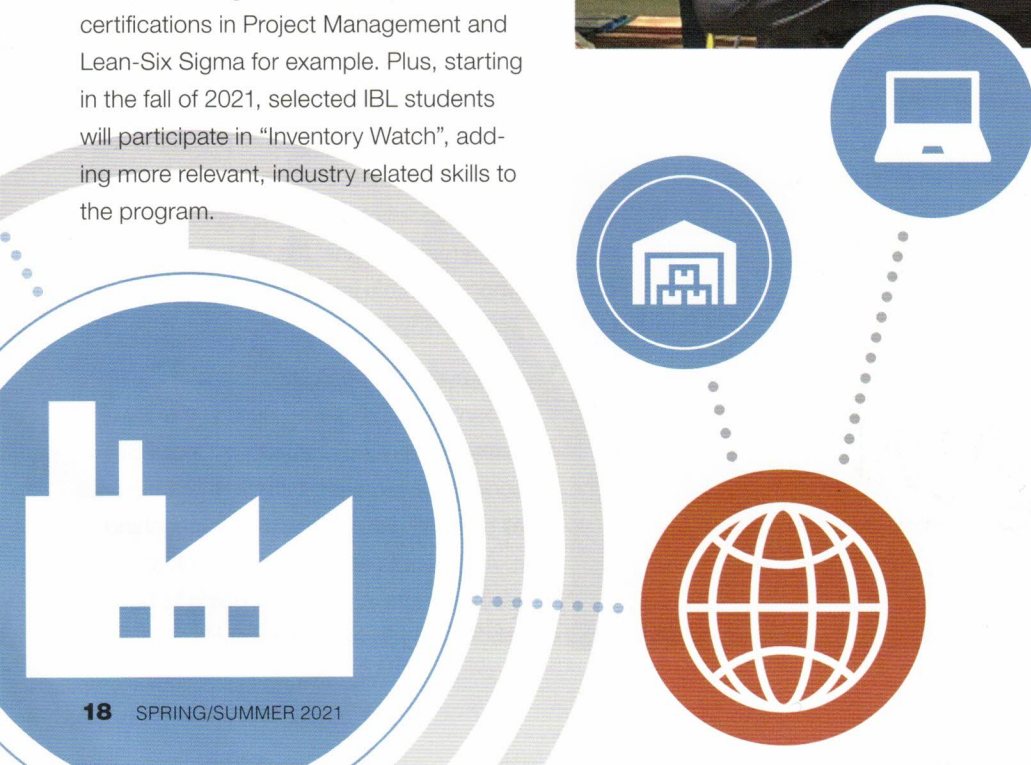 certifications in Project Management and
Lean-Six Sigma for example. Plus, starting
in the fall of 2021, selected IBL students
will participate in “Inventory Watch”, add-
ing more relevant, industry related skills to
the program.
18 SPRING/SUMMER 2021